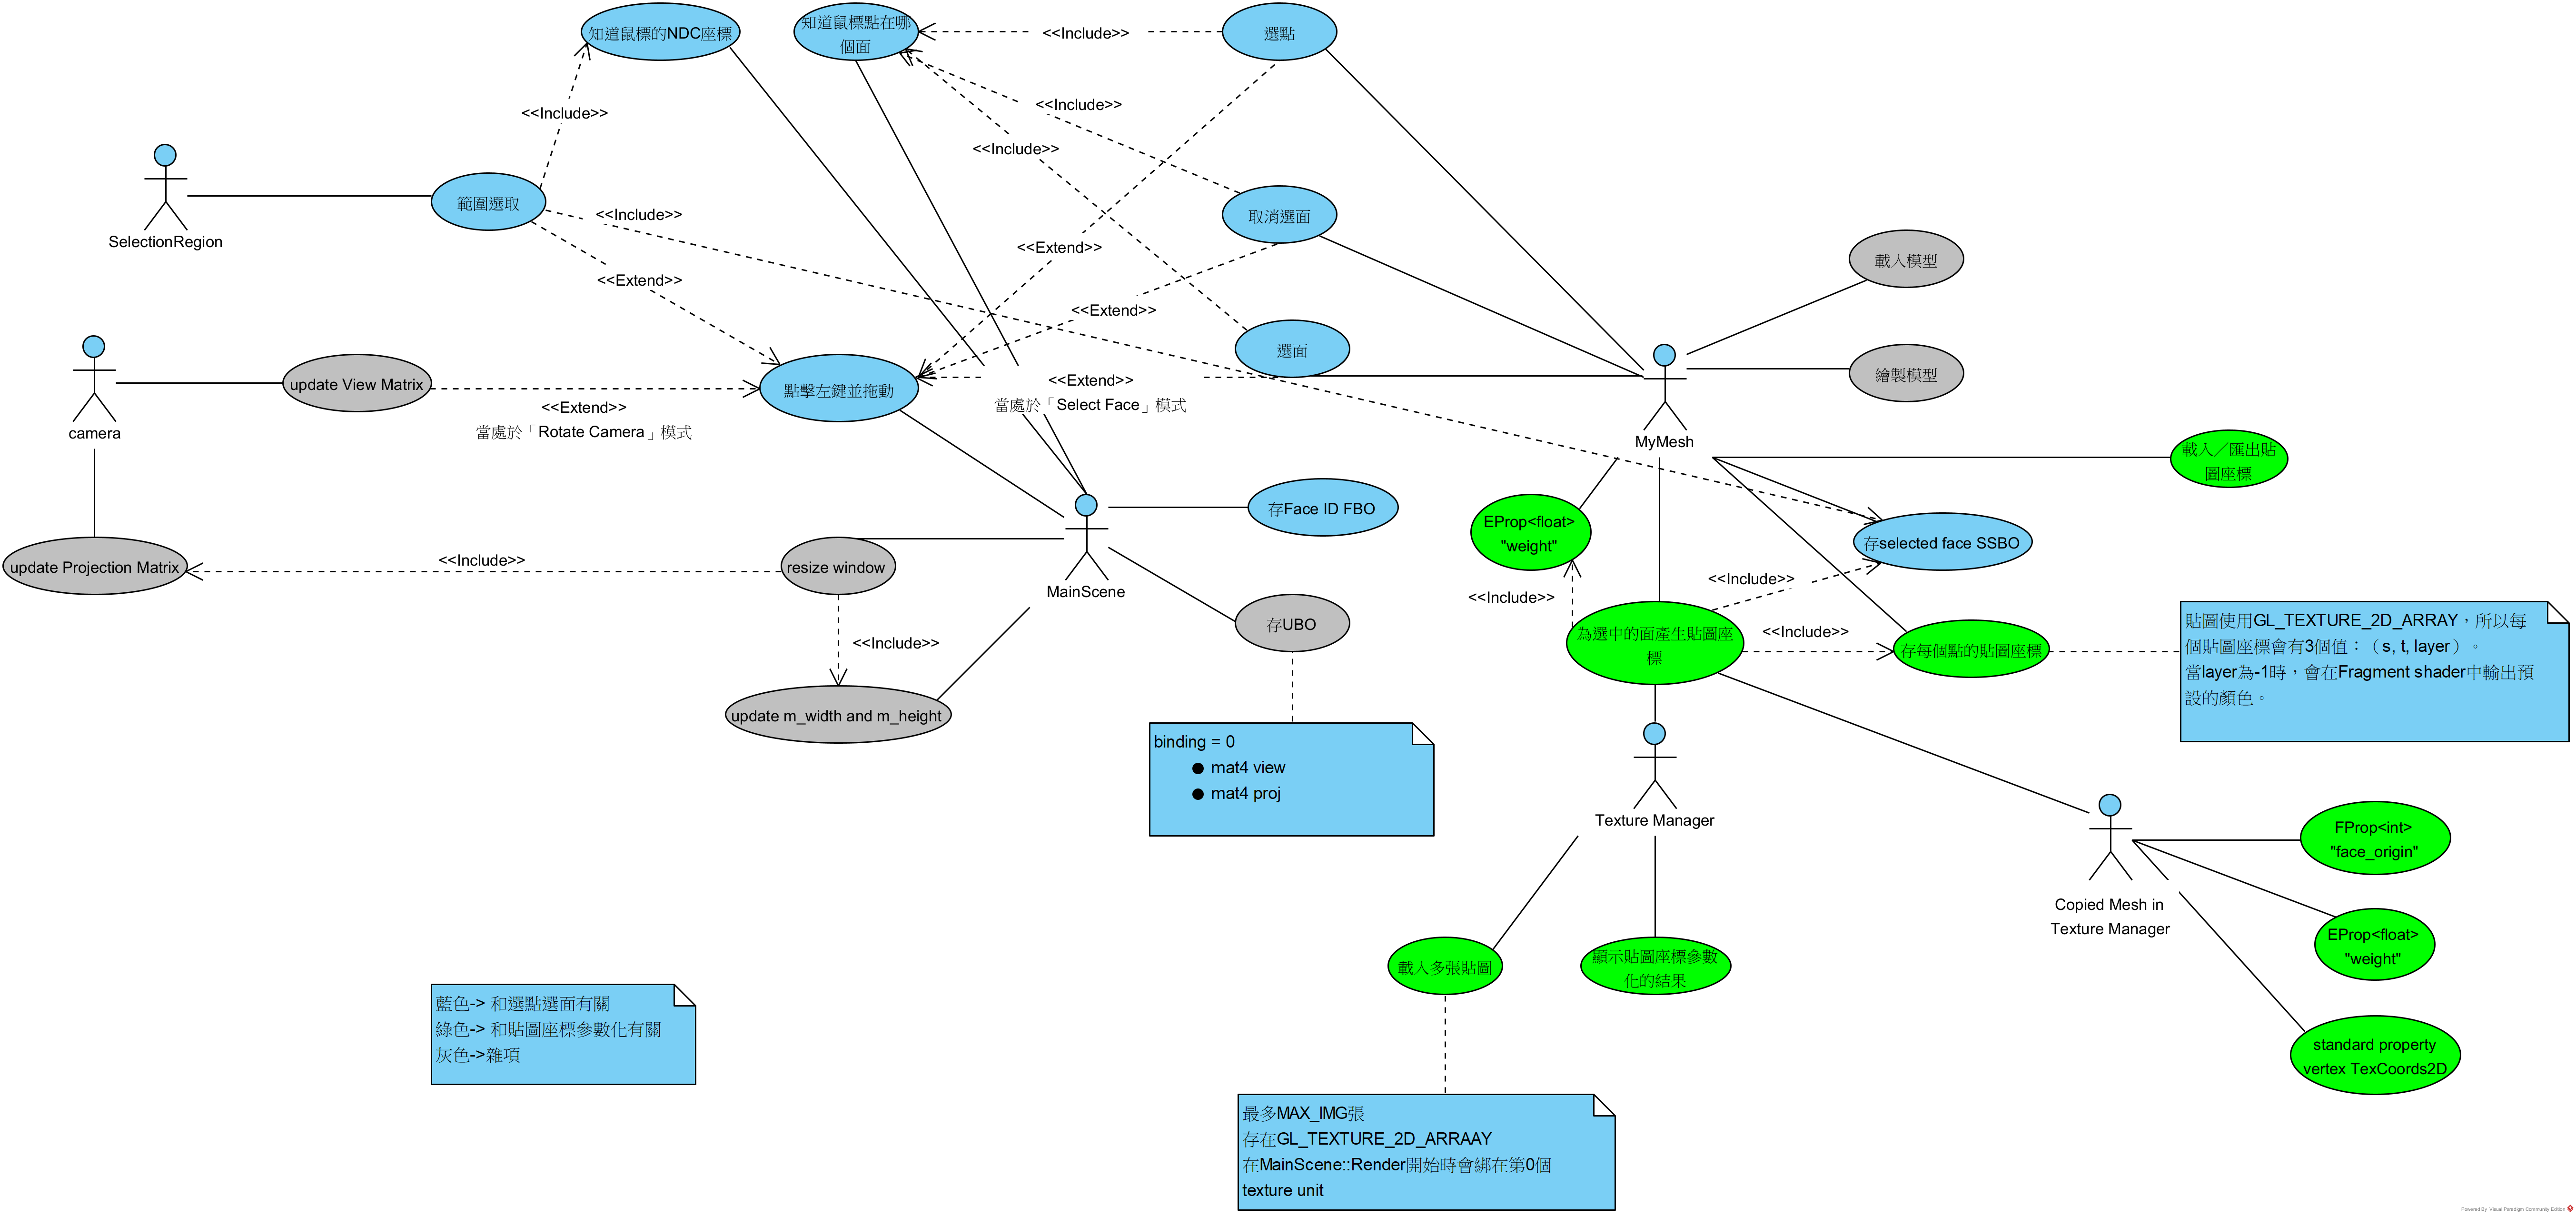 知道鼠標的NDC座標
知道鼠標點在哪
個面
<<Include>>
選點
<<Include>>
<<Include>>
<<Include>>
範圍選取
<<Include>>
取消選面
SelectionRegion
<<Extend>>
<<Extend>>
<<Extend>>
載入模型
選面
update View Matrix
點擊左鍵並拖動
<<Extend>>
當處於「Select Face」模式
繪製模型
<<Extend>>
當處於「Rotate Camera」模式
camera
MyMesh
載入／匯出貼
圖座標
存Face ID FBO
EProp<float>
"weight"
存selected face SSBO
update Projection Matrix
<<Include>>
resize window
MainScene
<<Include>>
<<Include>>
存UBO
<<Include>>
為選中的面產生貼圖座
標
<<Include>>
存每個點的貼圖座標
貼圖使用GL_TEXTURE_2D_ARRAY，所以每
個貼圖座標會有3個值：（s, t, layer）。
當layer為-1時，會在Fragment shader中輸出預
設的顏色。
update m_width and m_height
binding = 0
● mat4 view
● mat4 proj
Texture Manager
Copied Mesh in
Texture Manager
FProp<int>
"face_origin"
EProp<float>
"weight"
standard property
vertex TexCoords2D
載入多張貼圖
顯示貼圖座標參數
化的結果
藍色-> 和選點選面有關
綠色-> 和貼圖座標參數化有關
灰色->雜項
最多MAX_IMG張
存在GL_TEXTURE_2D_ARRAAY
在MainScene::Render開始時會綁在第0個
texture unit
Powered By Visual Paradigm Community Edition